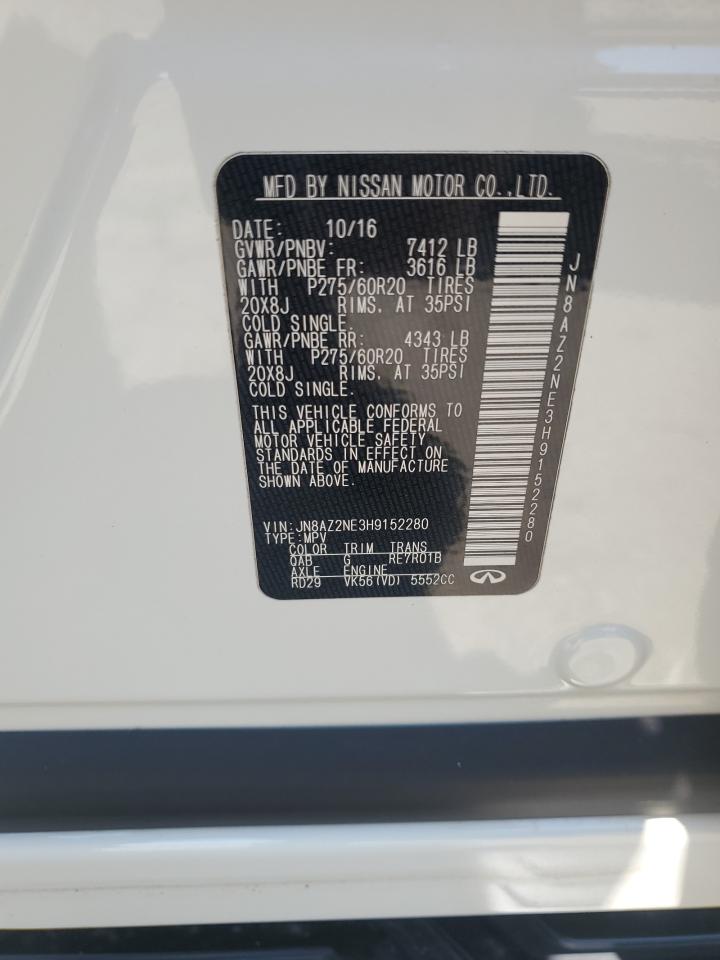 MFD BY NISSAN MOTOR CO.,LTD.
DATE: 10/16
GVWR/PNBV: 7412 LB
GAWR/PNBE FR: 3616 LB
WITH P275/60R20 TIRES
20X8J RIMS, AT 35PSI
COLD SINGLE.
GAWR/PNBE RR: 4343 LB
WITH P275/60R20 TIRES
20X8J RIMS, AT 35PSI
COLD SINGLE.
THIS VEHICLE CONFORMS TO
ALL APPLICABLE FEDERAL
MOTOR VEHICLE SAFETY
STANDARDS IN EFFECT ON
THE DATE OF MANUFACTURE
SHOWN ABOVE.
VIN:JN8AZ2NE3H9152280
TYPE:MPV
COLOR TRIM TRANS
QAB G RE7R01B
AXLE ENGINE
RD29 VK56(VD) 5552CC
JN8AZ2NE3H9152280